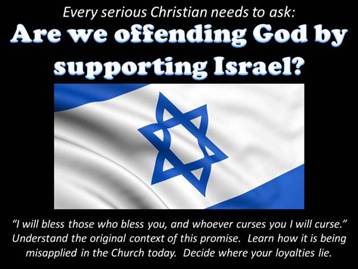 Every serious Christian needs to ask:
Are we offending God by
supporting Israel?
“I will bless those who bless you, and whoever curses you I will curse.”
Understand the original context of this promise.  Learn how it is being
misapplied in the Church today.  Decide where your loyalties lie.